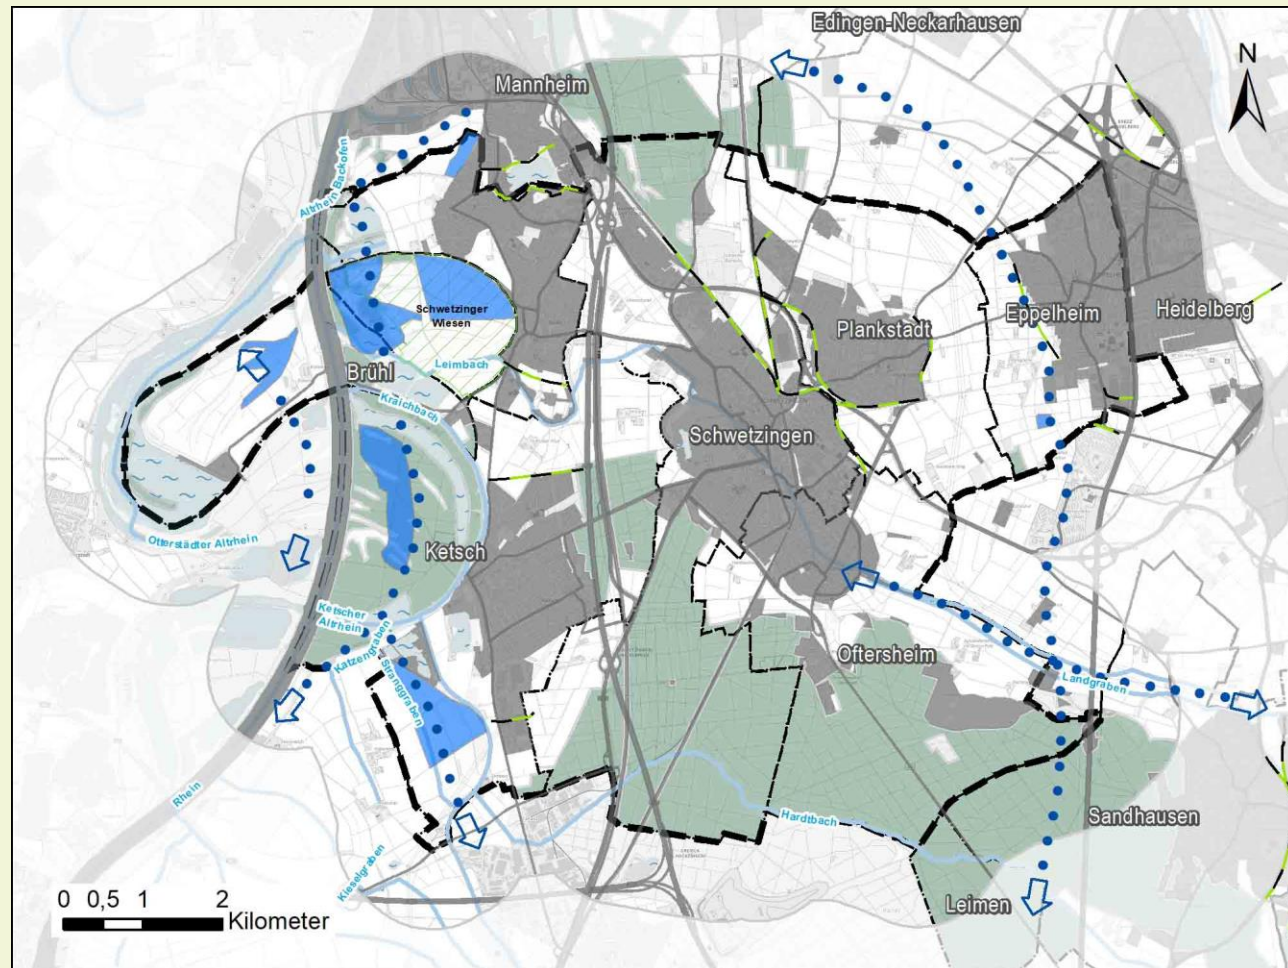 Edingen-Neckarhausen
N
Mannheim
Altrhein Backofen
Schwetzinger
Wiesen
Plankstadt
Eppelheim
Heidelberg
Brühl
Leimbach
Kraichbach
Schwetzingen
Otterstädter Altrhein
Ketsch
Ketscher
Altrhein
Katzengraben
Stranggraben
Oftersheim
Landgraben
Rhein
Hardtbach
Sandhausen
Kieselgraben
Leimen
0 0,5 1 2
Kilometer